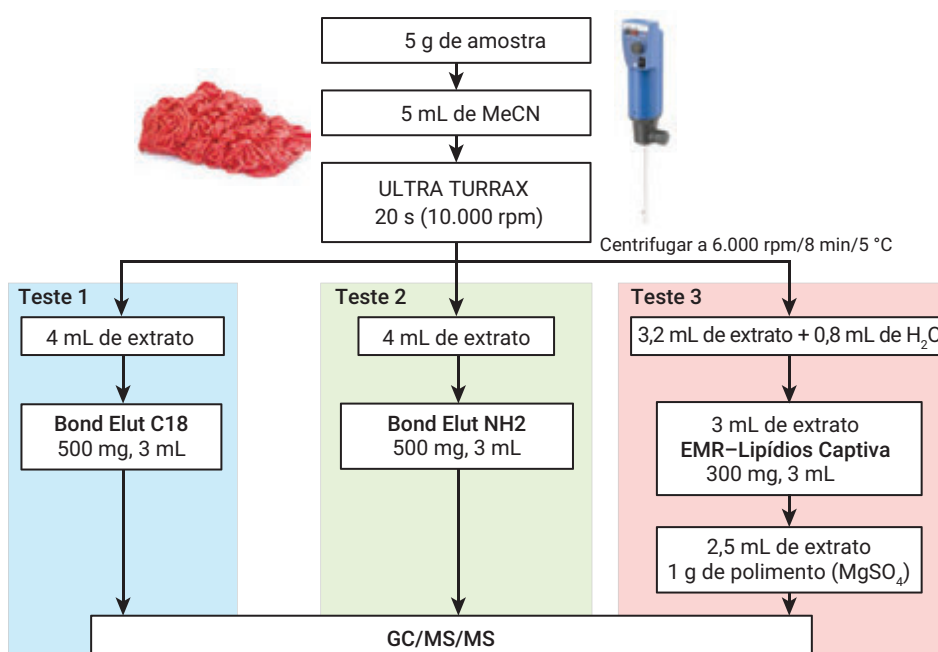 5 g de amostra
5 mL de MeCN
ULTRA TURRAX
20 s (10.000 rpm)
Centrifugar a 6.000 rpm/8 min/5 °C
Teste 1
4 mL de extrato
Bond Elut C18
500 mg, 3 mL
Teste 2
4 mL de extrato
Bond Elut NH2
500 mg, 3 mL
Teste 3
3,2 mL de extrato + 0,8 mL de H₂O
3 mL de extrato
EMR–Lipídios Captiva
300 mg, 3 mL
2,5 mL de extrato
1 g de polimento (MgSO₄)
GC/MS/MS